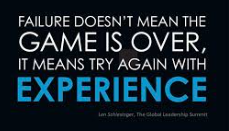 FAILURE DOESN'T MEAN THE
GAME IS OVER,
IT MEANS TRY AGAIN WITH
EXPERIENCE
Len Schlesinger, The Global Leadership Summit